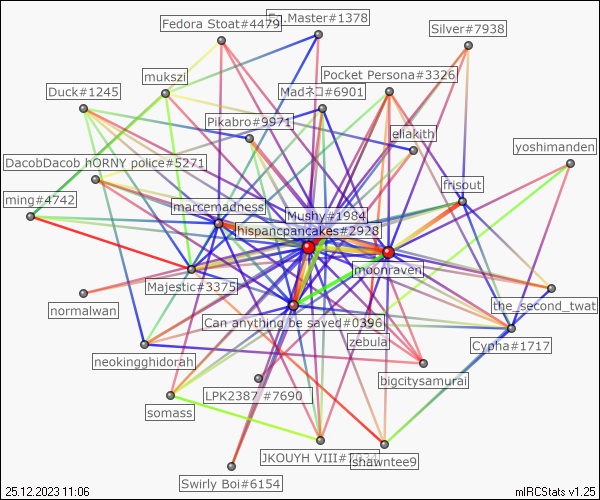 Fedora Stoat#4479
Master#1378
Silver#7938
mukszi
Pocket Persona#3326
Duck#1245
Madネコ#6901
Pikabro#9971
eliakith
yoshimanden
DacobDacob hORNY police#5271
frisout
ming#4742
marcemadness
Mushy#1984
hispancpancakes#2928
moonraven
Majestic#3375
the_second_twat
normalwan
Can anything be saved#0396
zebula
Cypha#1717
neokingghidorah
bigcitysamurai
LPK2387 #7690
somass
JKOUYH VIII
shawntee9
Swirly Boi#6154
25.12.2023 11:06
mIRCStats v1.25